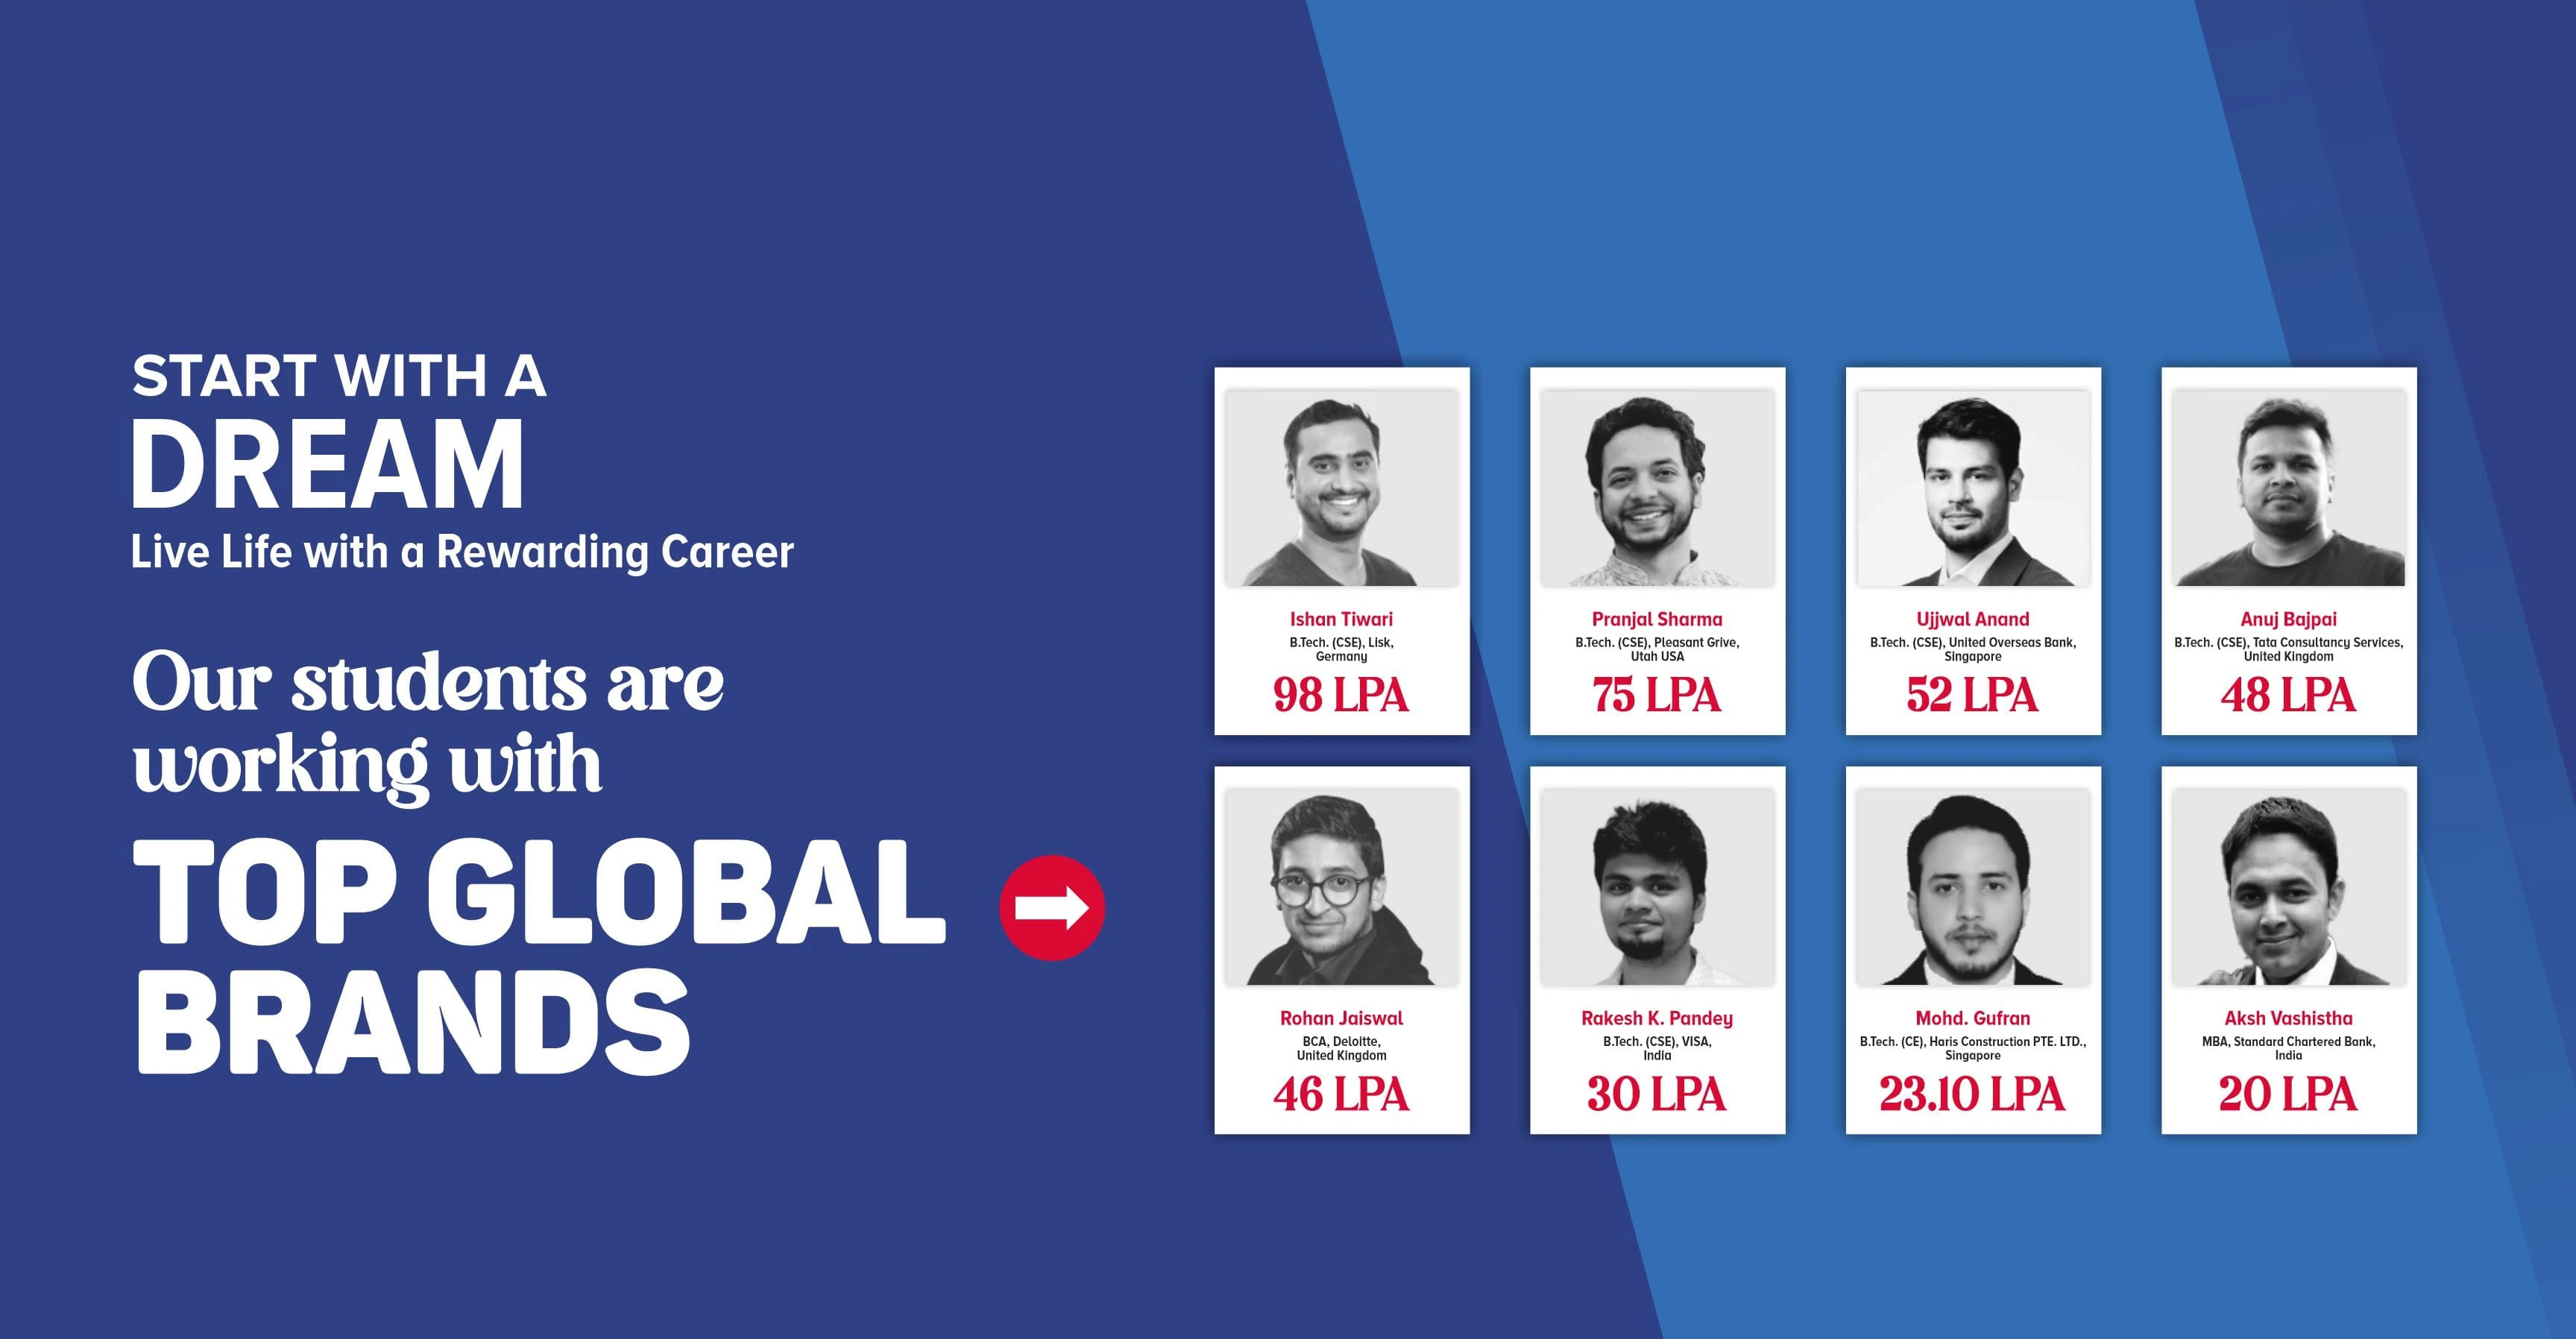 START WITH A
DREAM
Live Life with a Rewarding Career
Our students are
working with
TOP GLOBAL
BRANDS
Ishan Tiwari
B.Tech. (CSE), Lisk,
Germany
98 LPA
Pranjal Sharma
B.Tech. (CSE), Pleasant Grive,
Utah USA
75 LPA
Ujjwal Anand
B.Tech. (CSE), United Overseas Bank,
Singapore
52 LPA
Anuj Bajpai
B.Tech. (CSE), Tata Consultancy Services,
United Kingdom
48 LPA
Rohan Jaiswal
BCA, Deloitte,
United Kingdom
46 LPA
Rakesh K. Pandey
B.Tech. (CSE), VISA,
India
30 LPA
Mohd. Gufran
B.Tech. (CE), Haris Construction PTE. LTD.,
Singapore
23.10 LPA
Aksh Vashistha
MBA, Standard Chartered Bank,
India
20 LPA